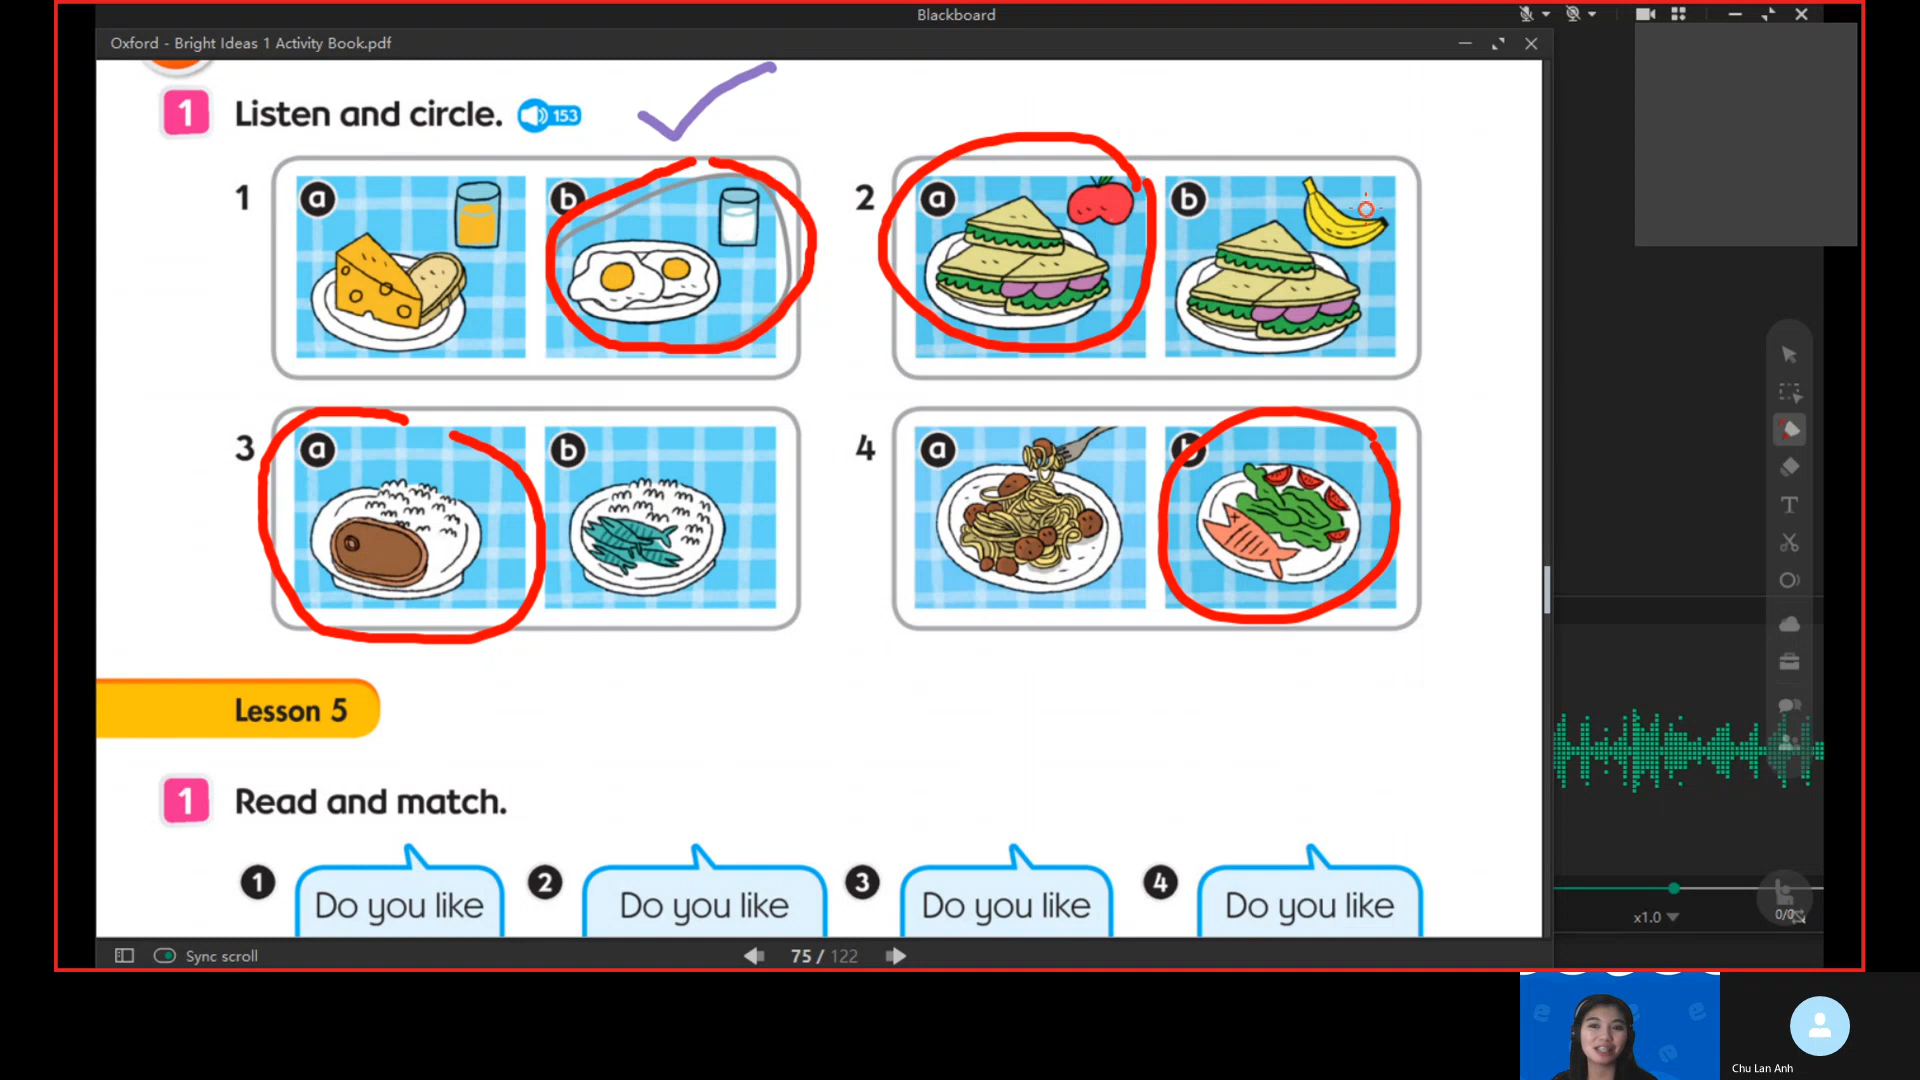 Blackboard
Oxford - Bright Ideas 1 Activity Book.pdf
1 Listen and circle. 153
1 a b
2 a b
3 a b
4 a b
Lesson 5
1 Read and match.
1 Do you like
2 Do you like
3 Do you like
4 Do you like
x1.0
0/0
Sync scroll
75 / 122
Chu Lan Anh